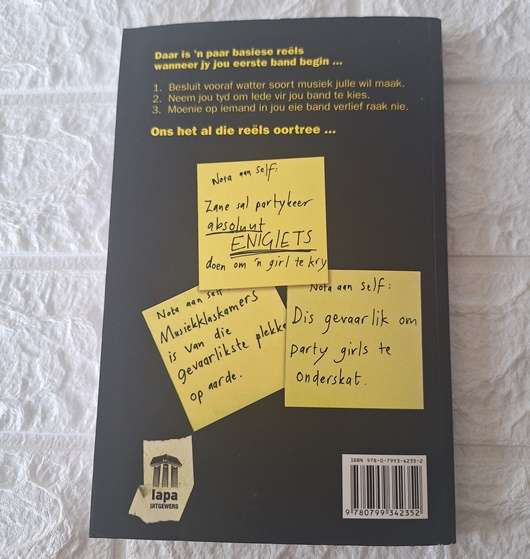 Daar is 'n paar basiese reëls
wanneer jy jou eerste band begin ...
1. Besluit vooraf watter soort musiek julle wil maak.
2. Neem jou tyd om lede vir jou band te kies.
3. Moenie op iemand in jou eie band verlief raak nie.
Ons het al die reëls oortree ...
Nota aan self:
Zane sal partykeer
absoluut
ENIGIETS
doen om 'n girl te kry
Nota aan self
Musiekklaskamers
is van die
gevaarlikste plekke
op aarde.
Nota aan self:
Dis gevaarlik om
party girls te
onderskat.
lapa
UITGEWERS
ISBN 978-0-7993-4235-2
9 780799 342352